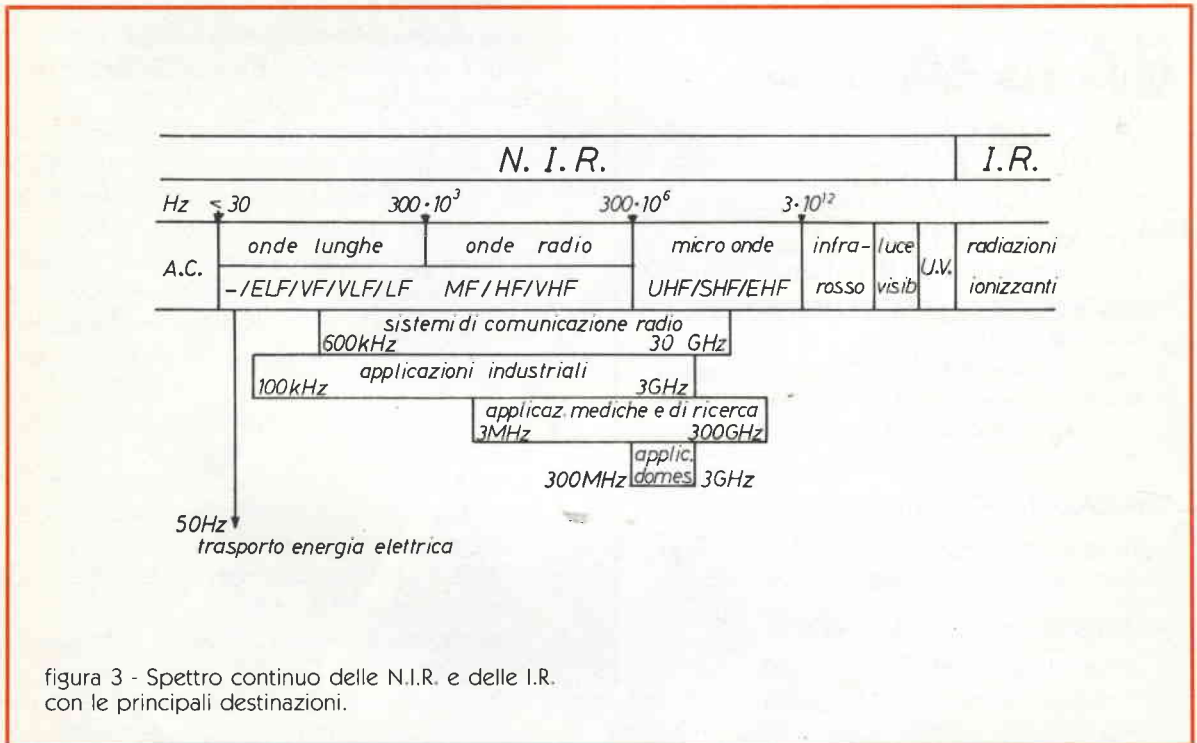 N. I. R. I.R.
Hz < 30 300·10³ 300·10⁶ 3·10¹²
A.C. onde lunghe onde radio micro onde infra- luce U.V. radiazioni
-/ELF/VF/VLF/LF MF/HF/VHF UHF/SHF/EHF rosso visib ionizzanti
sistemi di comunicazione radio
600kHz 30 GHz
applicazioni industriali
100kHz 3GHz
applicaz. mediche e di ricerca
3MHz 300GHz
applic.
300MHz domes. 3GHz
50Hz
trasporto energia elettrica
figura 3 - Spettro continuo delle N.I.R. e delle I.R.
con le principali destinazioni.